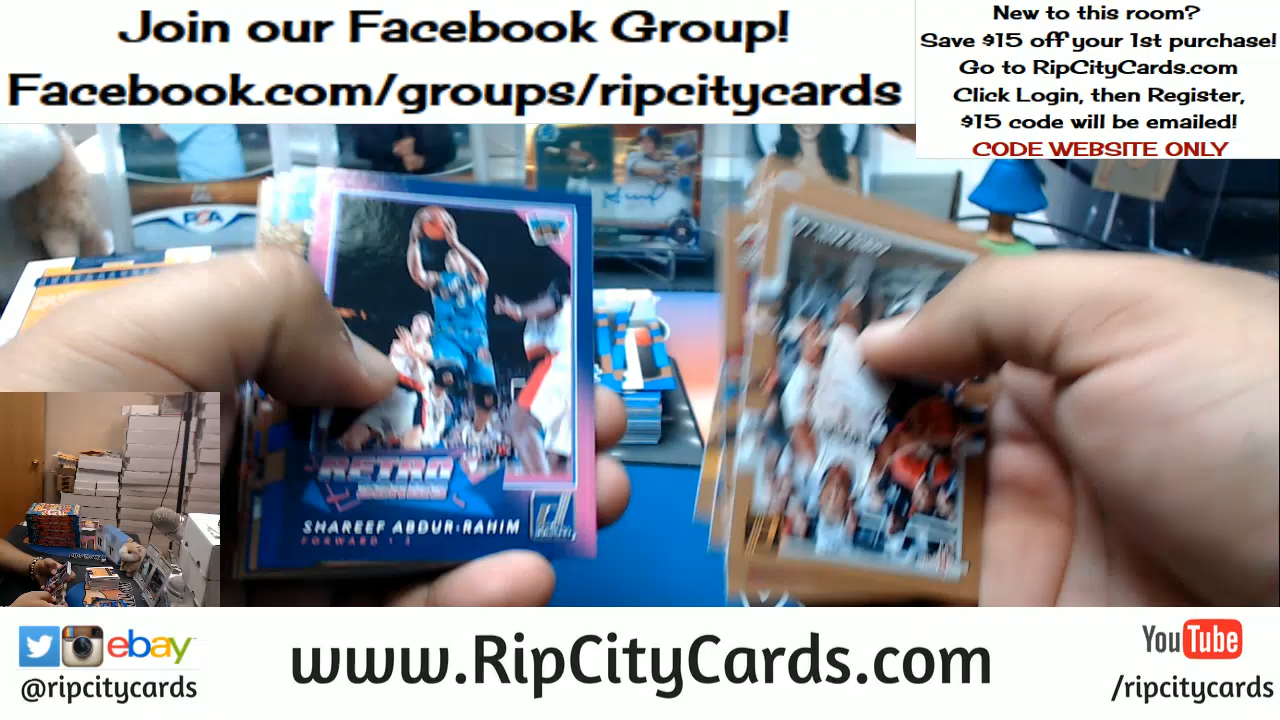 Join our Facebook Group!
Facebook.com/groups/ripcitycards
New to this room?
Save $15 off your 1st purchase!
Go to RipCityCards.com
Click Login, then Register,
$15 code will be emailed!
CODE WEBSITE ONLY
PSA
RETRO
SERIES
SHAREEF ABDUR-RAHIM
FORWARD
ebay
@ripcitycards
www.RipCityCards.com
YouTube
/ripcitycards